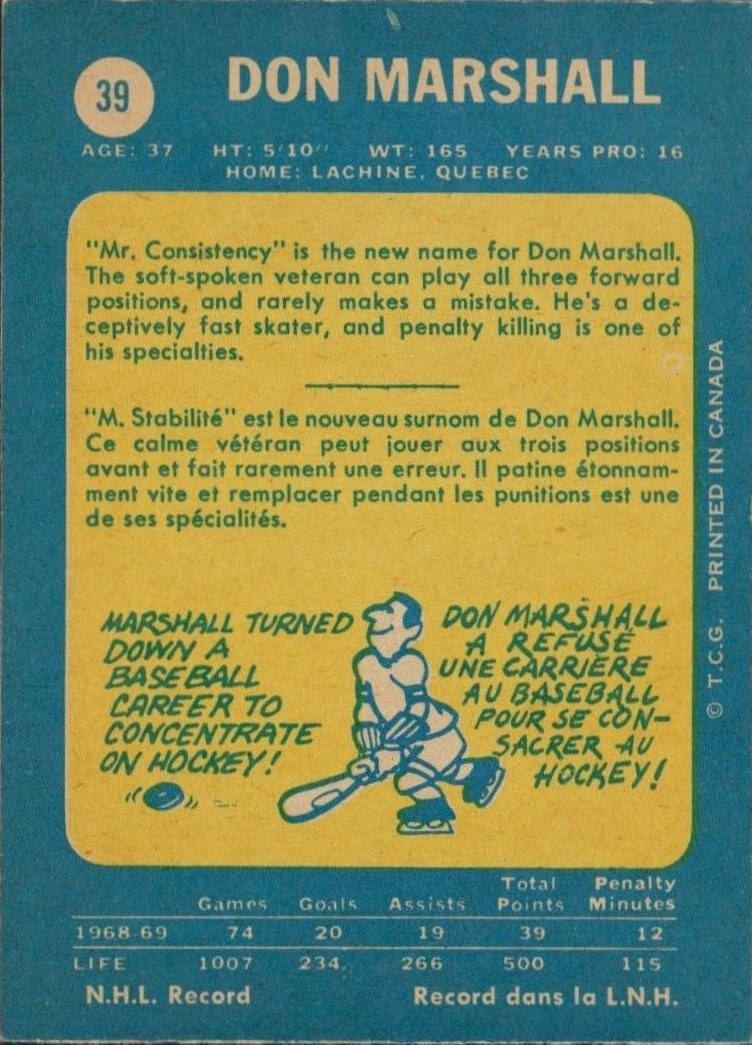 39
DON MARSHALL
AGE: 37 HT: 5'10" WT: 165 YEARS PRO: 16
HOME: LACHINE, QUEBEC
"Mr. Consistency" is the new name for Don Marshall.
The soft-spoken veteran can play all three forward
positions, and rarely makes a mistake. He's a de-
ceptively fast skater, and penalty killing is one of
his specialties.
"M. Stabilité" est le nouveau surnom de Don Marshall.
Ce calme vétéran peut jouer aux trois positions
avant et fait rarement une erreur. Il patine étonnam-
ment vite et remplacer pendant les punitions est une
de ses spécialités.
MARSHALL TURNED
DOWN A
BASEBALL
CAREER TO
CONCENTRATE
ON HOCKEY!
DON MARSHALL
A REFUSÉ
UNE CARRIÈRE
AU BASEBALL
POUR SE CON-
SACRER AU
HOCKEY!
© T.C.G. PRINTED IN CANADA
Games Goals Assists Total Points Penalty Minutes
1968-69 74 20 19 39 12
LIFE 1007 234 266 500 115
N.H.L. Record Record dans la L.N.H.